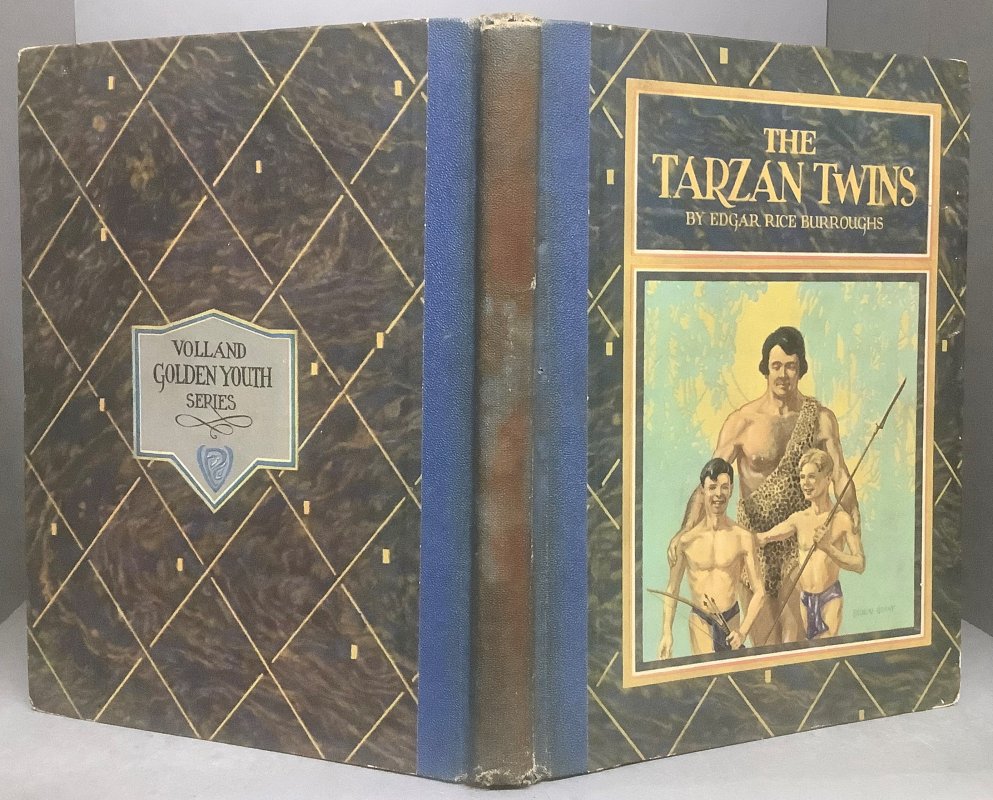 THE
TARZAN TWINS
BY EDGAR RICE BURROUGHS
VOLLAND
GOLDEN YOUTH
SERIES